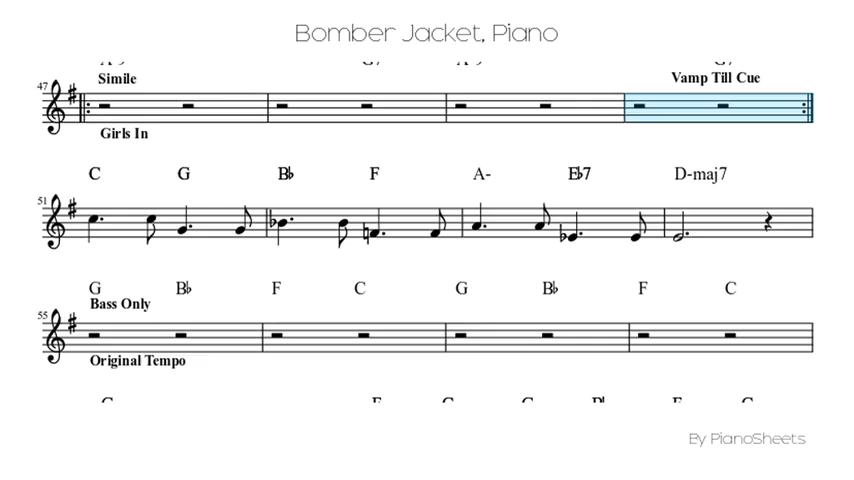 Bomber Jacket, Piano
47
Simile
Vamp Till Cue
Girls In
C G B♭ F A- E♭7 D-maj7
51
G B♭ F C G B♭ F C
Bass Only
55
Original Tempo
By PianoSheets